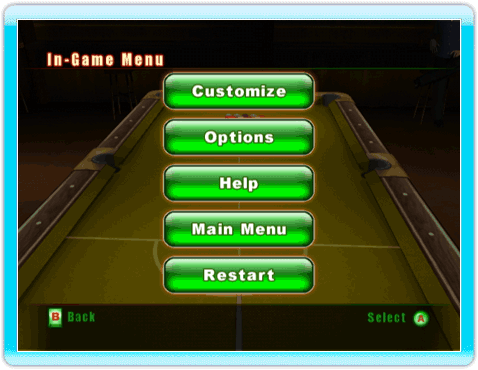 In-Game Menu
Customize
Options
Help
Main Menu
Restart
B Back
Select A